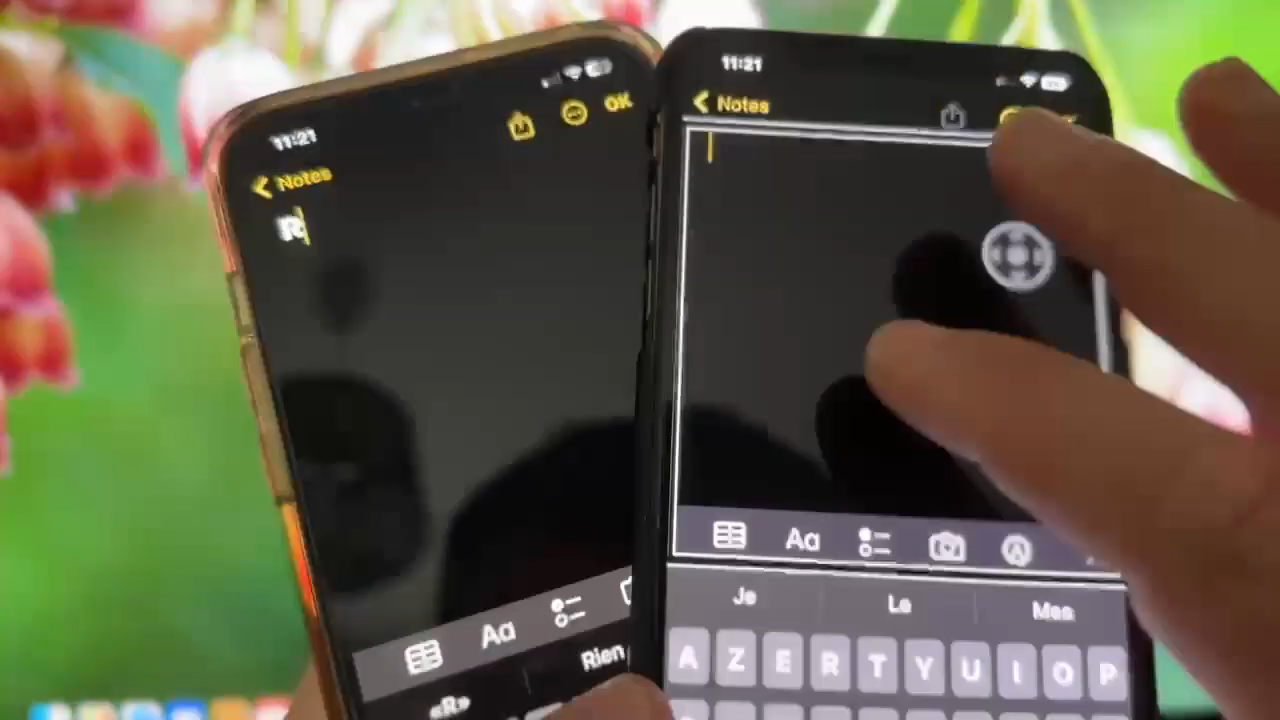 11:21
OK
Notes
R
Aa
Rien
«R»
11:21
Notes
Aa
Je
Le
Mes
A Z E R T Y U I O P